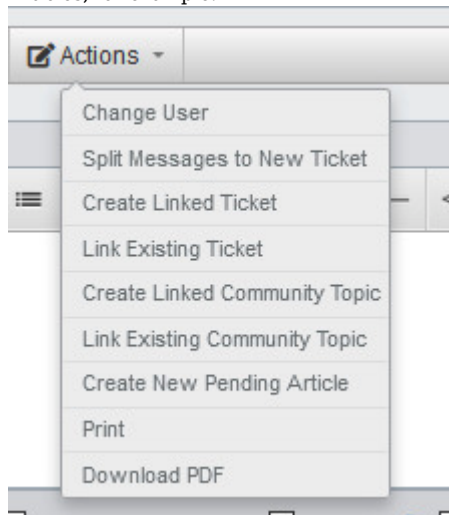 Actions
Change User
Split Messages to New Ticket
Create Linked Ticket
Link Existing Ticket
Create Linked Community Topic
Link Existing Community Topic
Create New Pending Article
Print
Download PDF